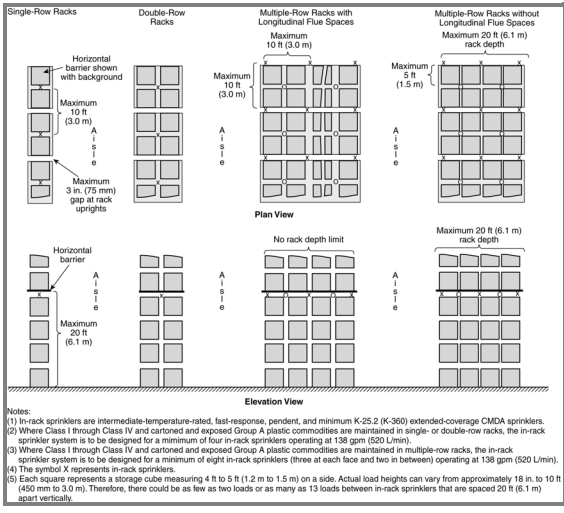 Single-Row Racks
Double-Row
Racks
Multiple-Row Racks with
Longitudinal Flue Spaces
Multiple-Row Racks without
Longitudinal Flue Spaces
Horizontal
barrier shown
with background
Maximum
10 ft
(3.0 m)
Maximum
3 in. (75 mm)
gap at rack
uprights
Aisle
Maximum
10 ft (3.0 m)
Maximum
10 ft
(3.0 m)
Aisle
Maximum 20 ft (6.1 m)
rack depth
Maximum
5 ft
(1.5 m)
Aisle
Plan View
Horizontal
barrier
Maximum
20 ft
(6.1 m)
Aisle
No rack depth limit
Aisle
Maximum 20 ft (6.1 m)
rack depth
Aisle
Elevation View
Notes:
(1) In-rack sprinklers are intermediate-temperature-rated, fast-response, pendent, and minimum K-25.2 (K-360) extended-coverage CMDA sprinklers.
(2) Where Class I through Class IV and cartoned and exposed Group A plastic commodities are maintained in single- or double-row racks, the in-rack
sprinkler system is to be designed for a mimimum of four in-rack sprinklers operating at 138 gpm (520 L/min).
(3) Where Class I through Class IV and cartoned and exposed Group A plastic commodities are maintained in multiple-row racks, the in-rack
sprinkler system is to be designed for a minimum of eight in-rack sprinklers (three at each face and two in between) operating at 138 gpm (520 L/min).
(4) The symbol X represents in-rack sprinklers.
(5) Each square represents a storage cube measuring 4 ft to 5 ft (1.2 m to 1.5 m) on a side. Actual load heights can vary from approximately 18 in. to 10 ft
(450 mm to 3.0 m). Therefore, there could be as few as two loads or as many as 13 loads between in-rack sprinklers that are spaced 20 ft (6.1 m)
apart vertically.